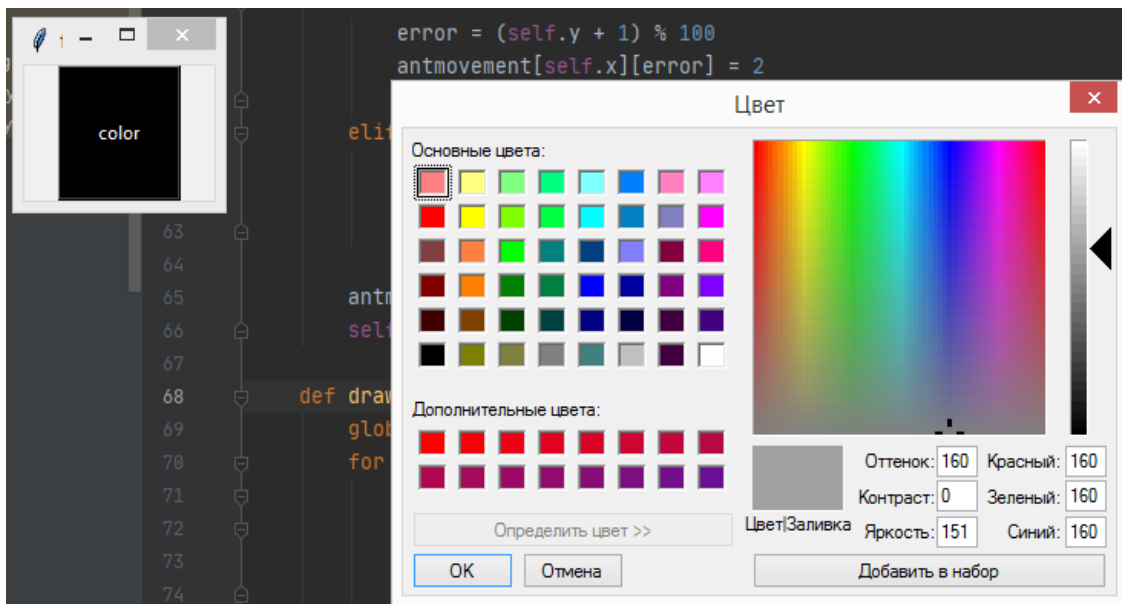 error = (self.y + 1) % 100
antmovement[self.x][error] = 2
color
elif
63
64
65
66
67
68 def draw
69
70 for
71
72
73
74
Цвет
Основные цвета:
Дополнительные цвета:
Определить цвет >>
OK Отмена
Цвет|Заливка
Оттенок: 160 Красный: 160
Контраст: 0 Зеленый: 160
Яркость: 151 Синий: 160
Добавить в набор